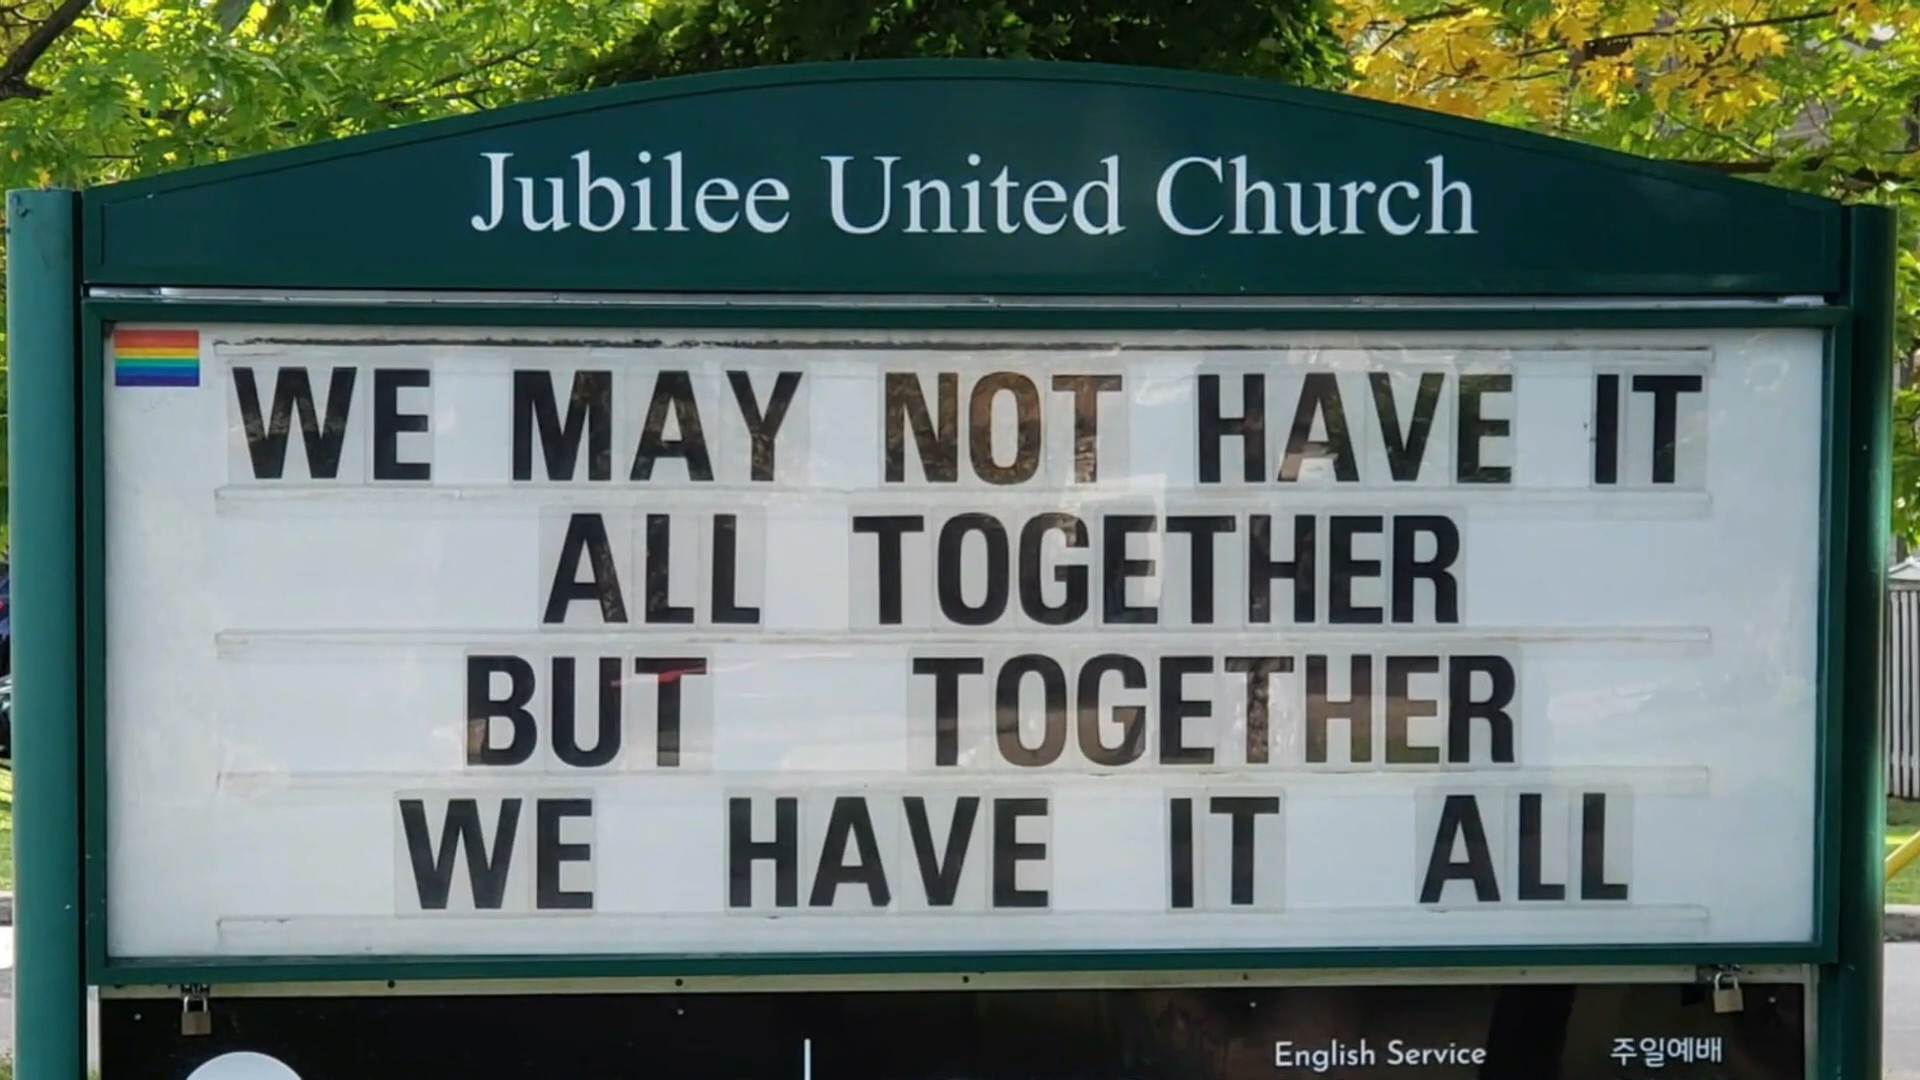 Jubilee United Church
WE MAY NOT HAVE IT
ALL TOGETHER
BUT TOGETHER
WE HAVE IT ALL
English Service 주일예배